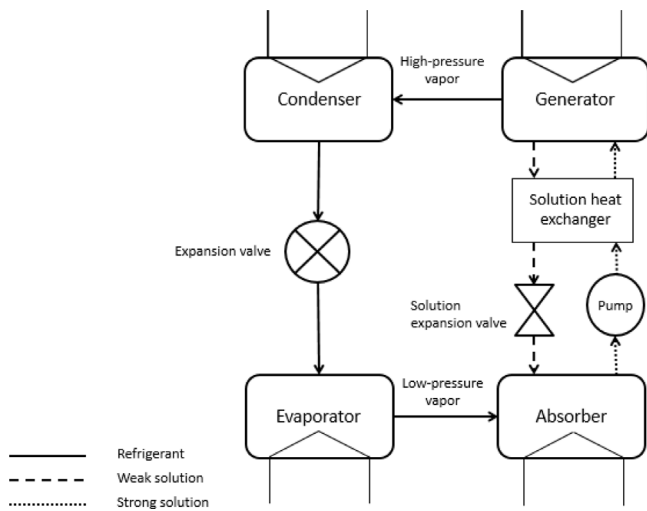 High-pressure
vapor
Condenser
Generator
Solution heat
exchanger
Expansion valve
Solution
expansion valve
Pump
Low-pressure
vapor
Evaporator
Absorber
Refrigerant
Weak solution
Strong solution